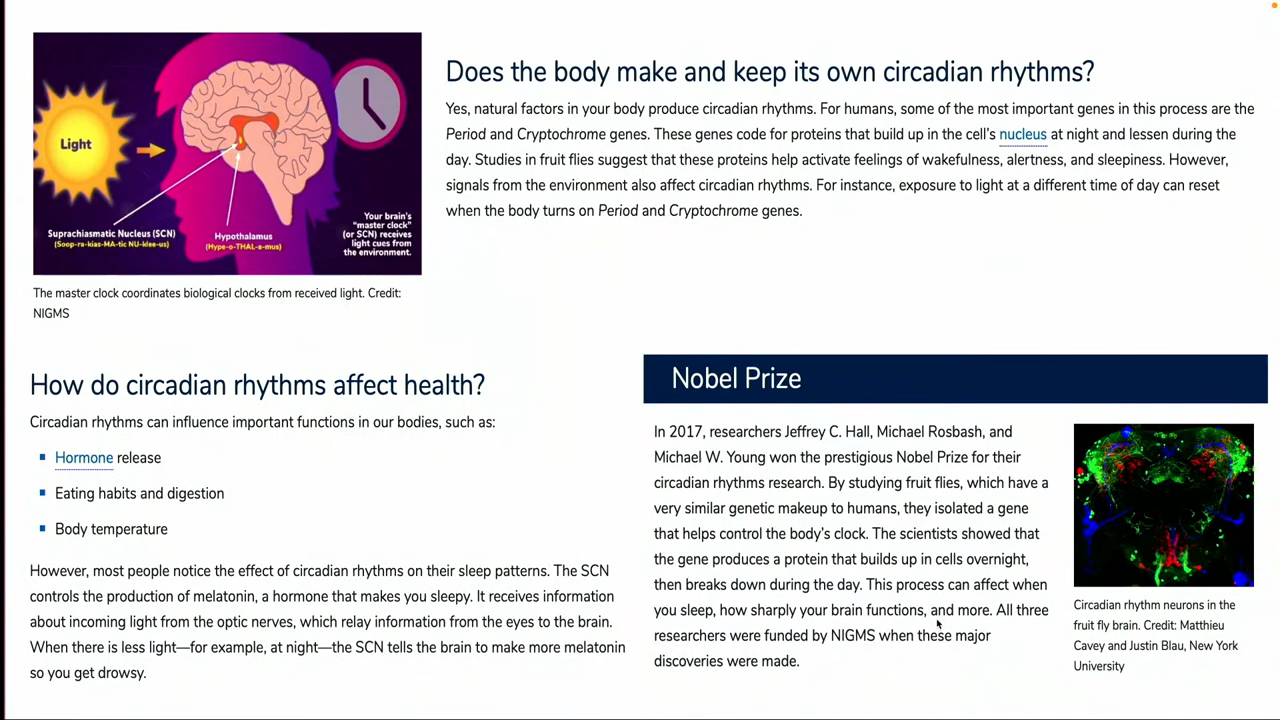 Light
Suprachiasmatic Nucleus (SCN)
(Soop-ra-kias-MA-tic NU-klee-us)
Hypothalamus
(Hype-o-THAL-a-mus)
Your brain's
"master clock"
(or SCN) receives
light cues from
the environment.
The master clock coordinates biological clocks from received light. Credit:
NIGMS
Does the body make and keep its own circadian rhythms?
Yes, natural factors in your body produce circadian rhythms. For humans, some of the most important genes in this process are the
Period and Cryptochrome genes. These genes code for proteins that build up in the cell's nucleus at night and lessen during the
day. Studies in fruit flies suggest that these proteins help activate feelings of wakefulness, alertness, and sleepiness. However,
signals from the environment also affect circadian rhythms. For instance, exposure to light at a different time of day can reset
when the body turns on Period and Cryptochrome genes.
How do circadian rhythms affect health?
Circadian rhythms can influence important functions in our bodies, such as:
Hormone release
Eating habits and digestion
Body temperature
However, most people notice the effect of circadian rhythms on their sleep patterns. The SCN
controls the production of melatonin, a hormone that makes you sleepy. It receives information
about incoming light from the optic nerves, which relay information from the eyes to the brain.
When there is less light—for example, at night—the SCN tells the brain to make more melatonin
so you get drowsy.
Nobel Prize
In 2017, researchers Jeffrey C. Hall, Michael Rosbash, and
Michael W. Young won the prestigious Nobel Prize for their
circadian rhythms research. By studying fruit flies, which have a
very similar genetic makeup to humans, they isolated a gene
that helps control the body's clock. The scientists showed that
the gene produces a protein that builds up in cells overnight,
then breaks down during the day. This process can affect when
you sleep, how sharply your brain functions, and more. All three
researchers were funded by NIGMS when these major
discoveries were made.
Circadian rhythm neurons in the
fruit fly brain. Credit: Matthieu
Cavey and Justin Blau, New York
University